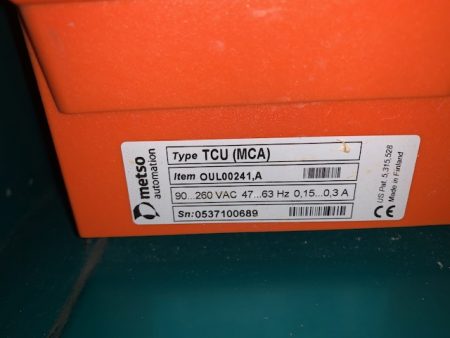 metso
automation
Type TCU (MCA)
Item OUL00241,A
90...260 VAC 47...63 Hz 0,15...0,3 A
Sn:0537100689
US Pat. 5,315,528
CE Made in Finland